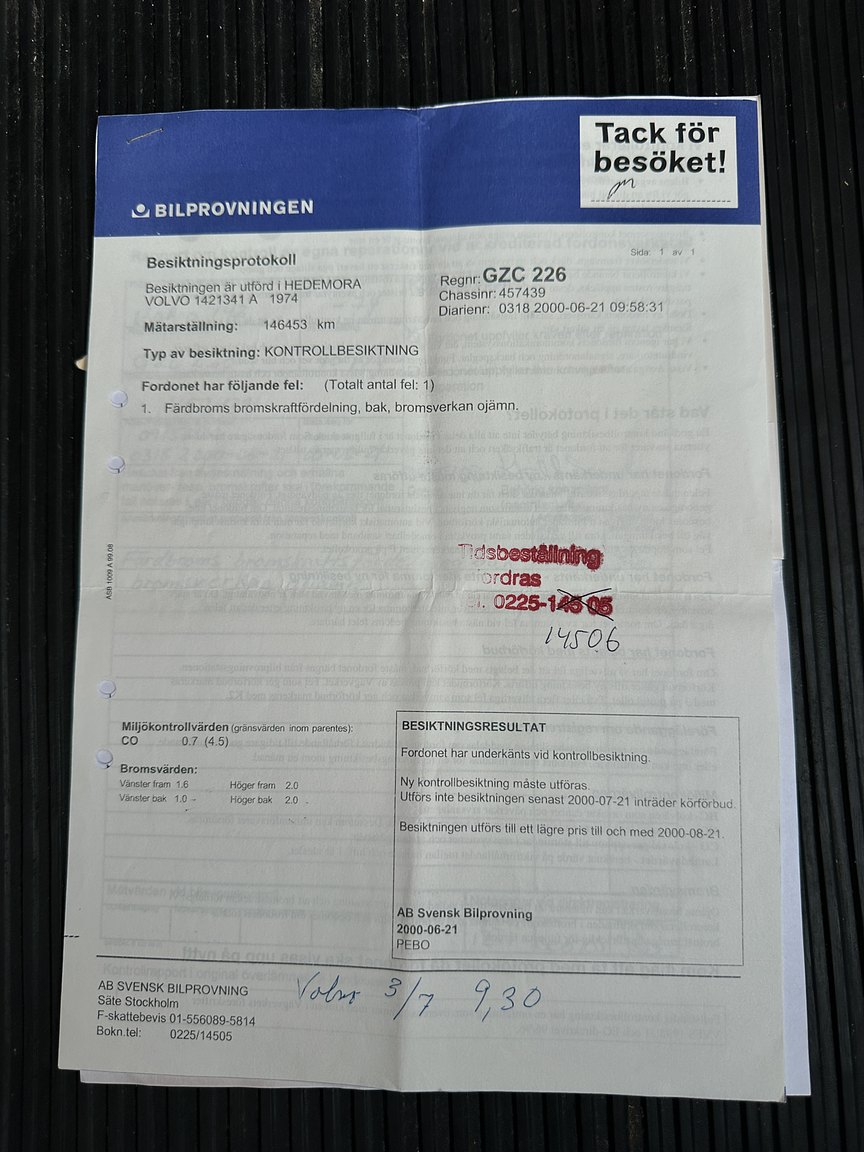 Tack för
besöket!
BILPROVNINGEN
Sida: 1 av 1
Besiktningsprotokoll
Besiktningen är utförd i HEDEMORA
VOLVO 1421341 A 1974
Regnr: GZC 226
Chassinr: 457439
Diarienr: 0318 2000-06-21 09:58:31
Mätarställning: 146453 km
Typ av besiktning: KONTROLLBESIKTNING
Fordonet har följande fel: (Totalt antal fel: 1)
1. Färdbroms bromskraftfördelning, bak, bromsverkan ojämn.
ASB 1009 A 99.08
Tidsbeställning
fordras
0225-145 05
14506
Miljökontrollvärden (gränsvärden inom parentes):
CO 0.7 (4.5)
Bromsvärden:
Vänster fram 1.6 Höger fram 2.0
Vänster bak 1.0 Höger bak 2.0
BESIKTNINGSRESULTAT
Fordonet har underkänts vid kontrollbesiktning.
Ny kontrollbesiktning måste utföras.
Utförs inte besiktningen senast 2000-07-21 inträder körförbud.
Besiktningen utförs till ett lägre pris till och med 2000-08-21.
AB Svensk Bilprovning
2000-06-21
PEBO
AB SVENSK BILPROVNING
Säte Stockholm
F-skattebevis 01-556089-5814
Bokn.tel: 0225/14505
Volvo 3/7 9,30